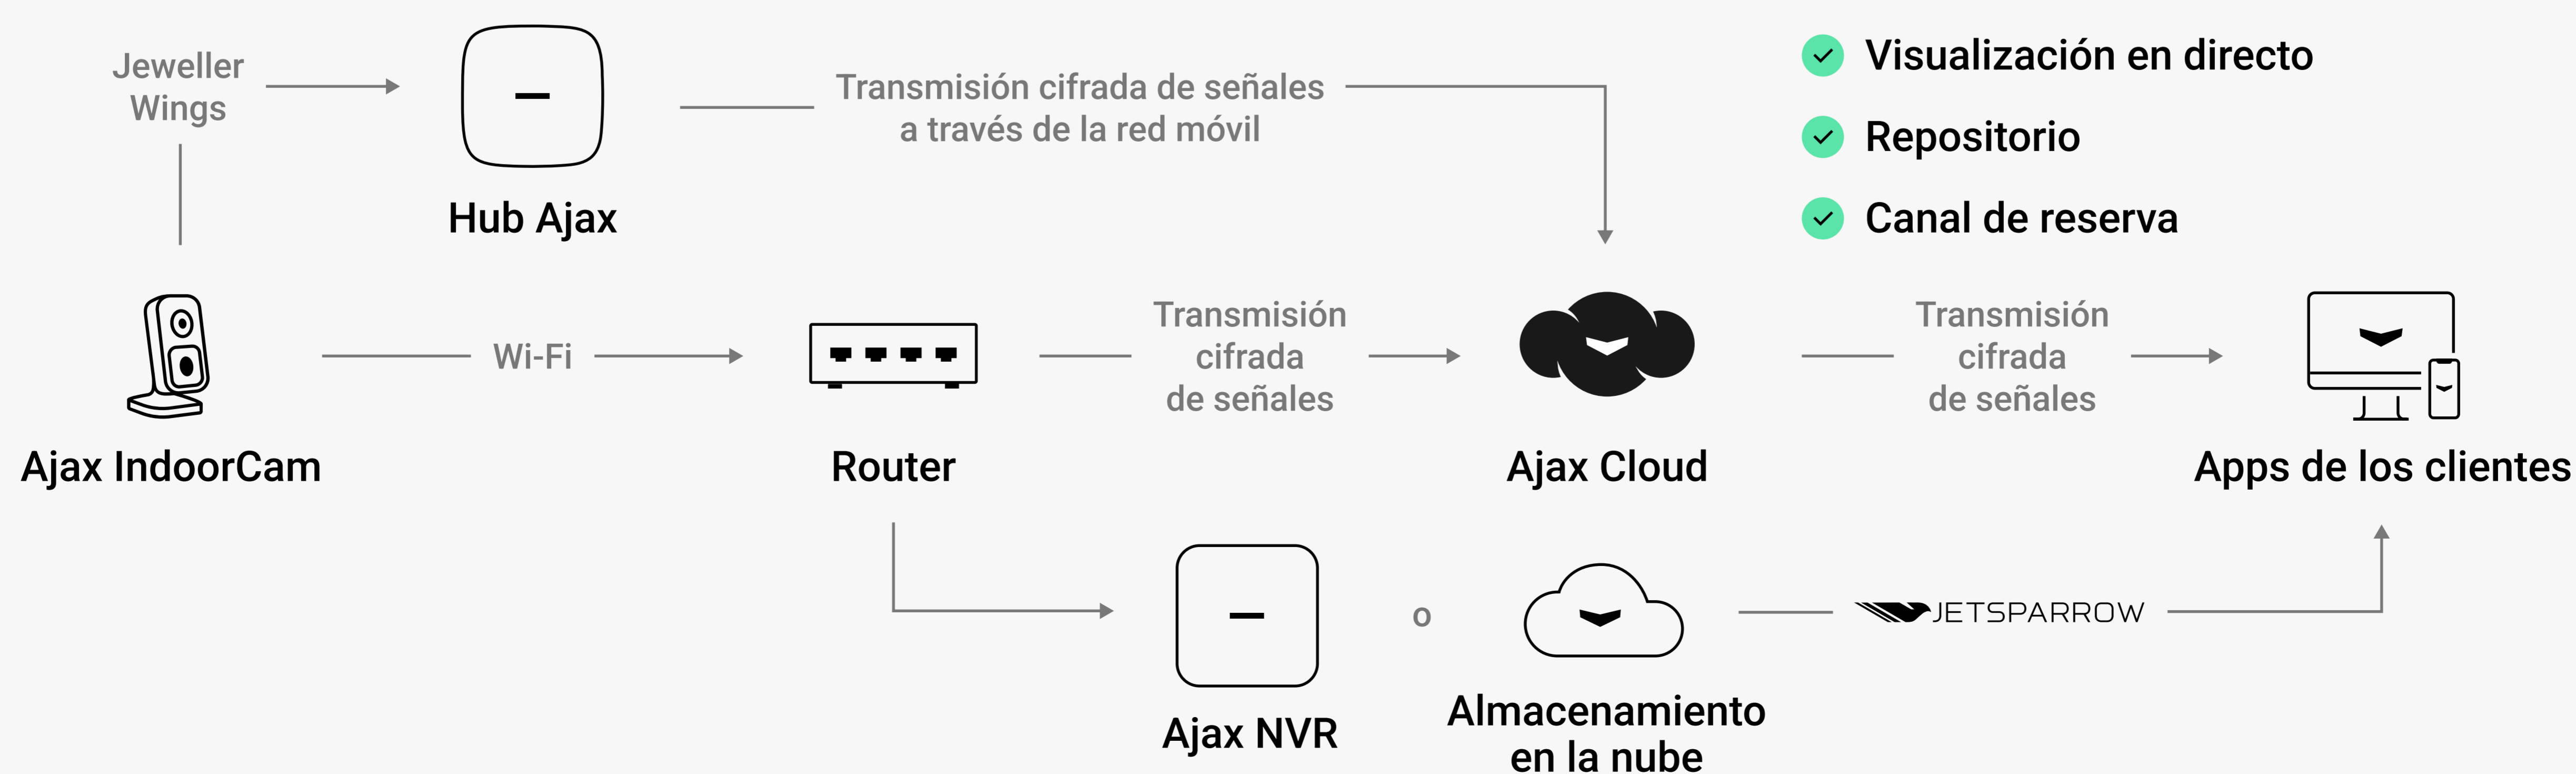 Jeweller
Wings
Hub Ajax
Transmisión cifrada de señales
a través de la red móvil
Visualización en directo
Repositorio
Canal de reserva
Ajax IndoorCam
Wi-Fi
Router
Transmisión
cifrada
de señales
Ajax Cloud
Transmisión
cifrada
de señales
Apps de los clientes
Ajax NVR
o
Almacenamiento
en la nube
JETSPARROW